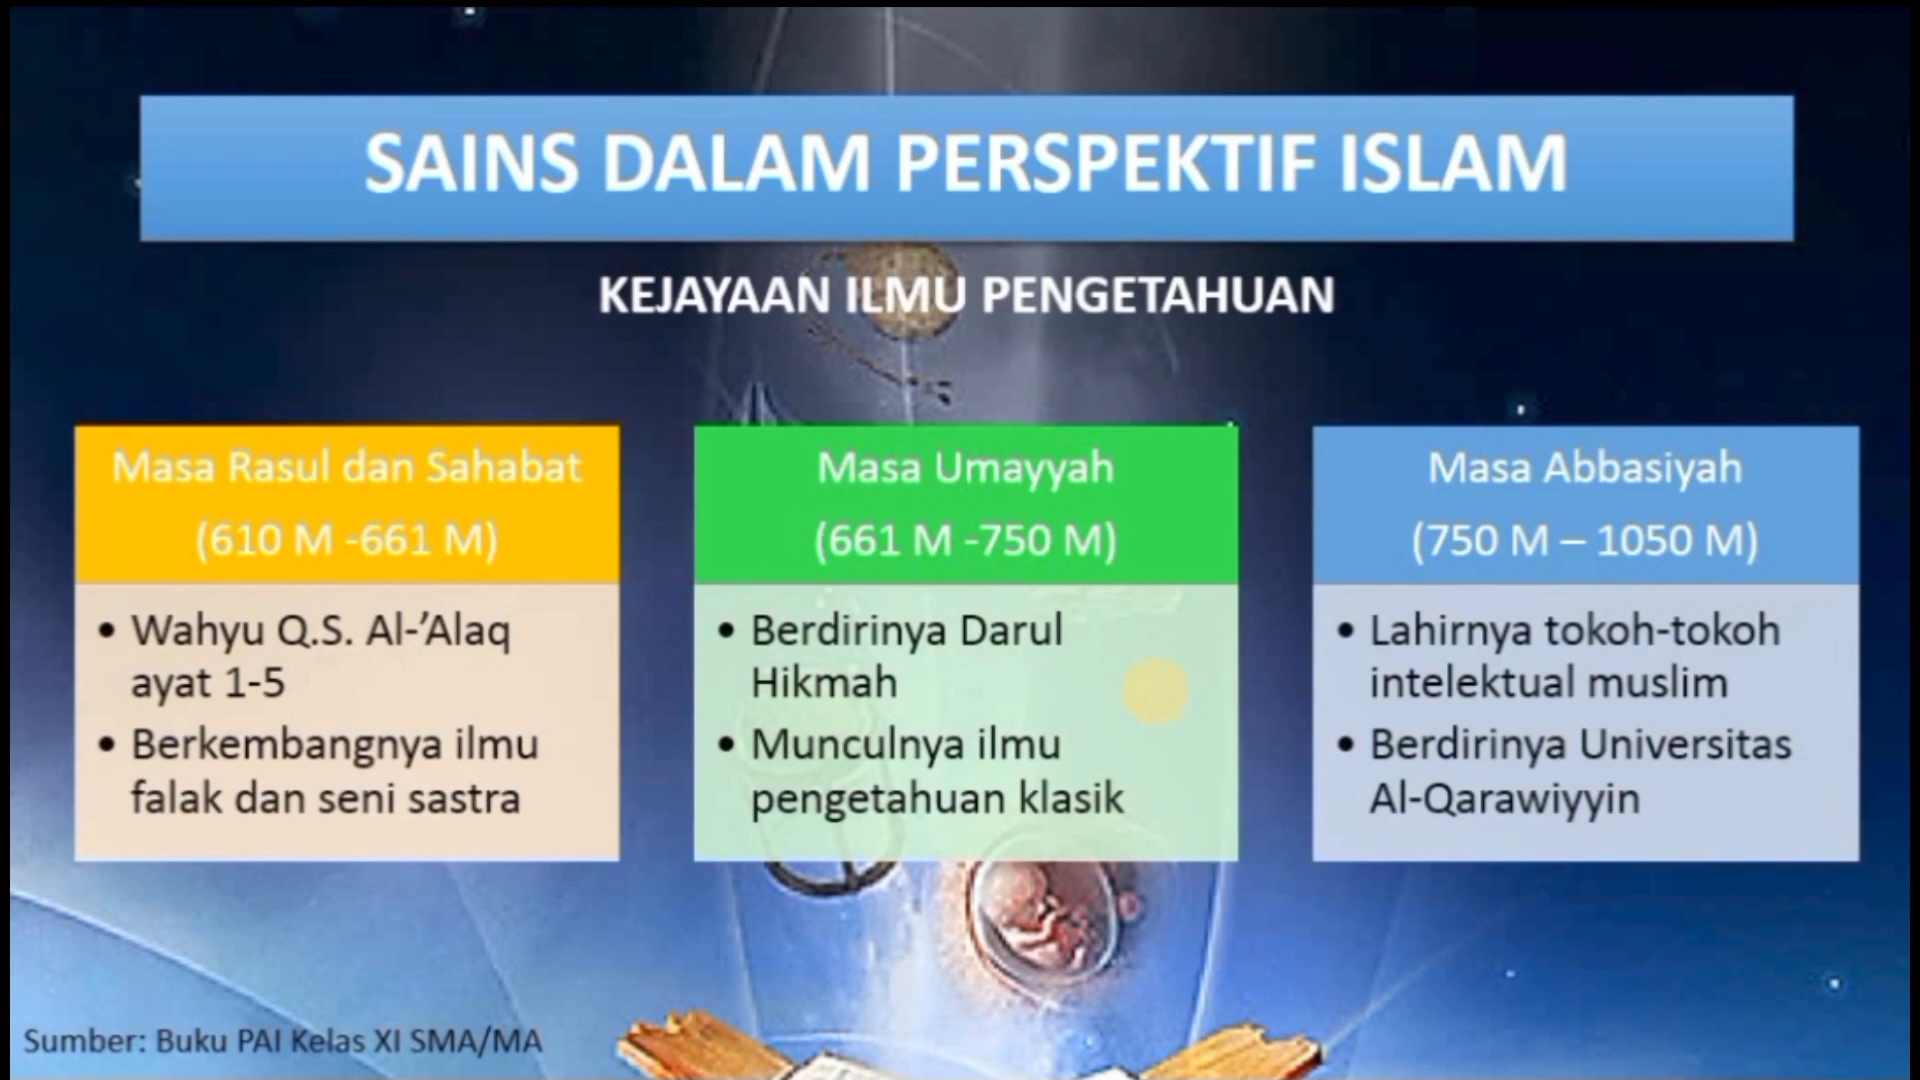 SAINS DALAM PERSPEKTIF ISLAM
KEJAYAAN ILMU PENGETAHUAN
Masa Rasul dan Sahabat
(610 M -661 M)
• Wahyu Q.S. Al-’Alaq
ayat 1-5
• Berkembangnya ilmu
falak dan seni sastra
Masa Umayyah
(661 M -750 M)
• Berdirinya Darul
Hikmah
• Munculnya ilmu
pengetahuan klasik
Masa Abbasiyah
(750 M – 1050 M)
• Lahirnya tokoh-tokoh
intelektual muslim
• Berdirinya Universitas
Al-Qarawiyyin
Sumber: Buku PAI Kelas XI SMA/MA